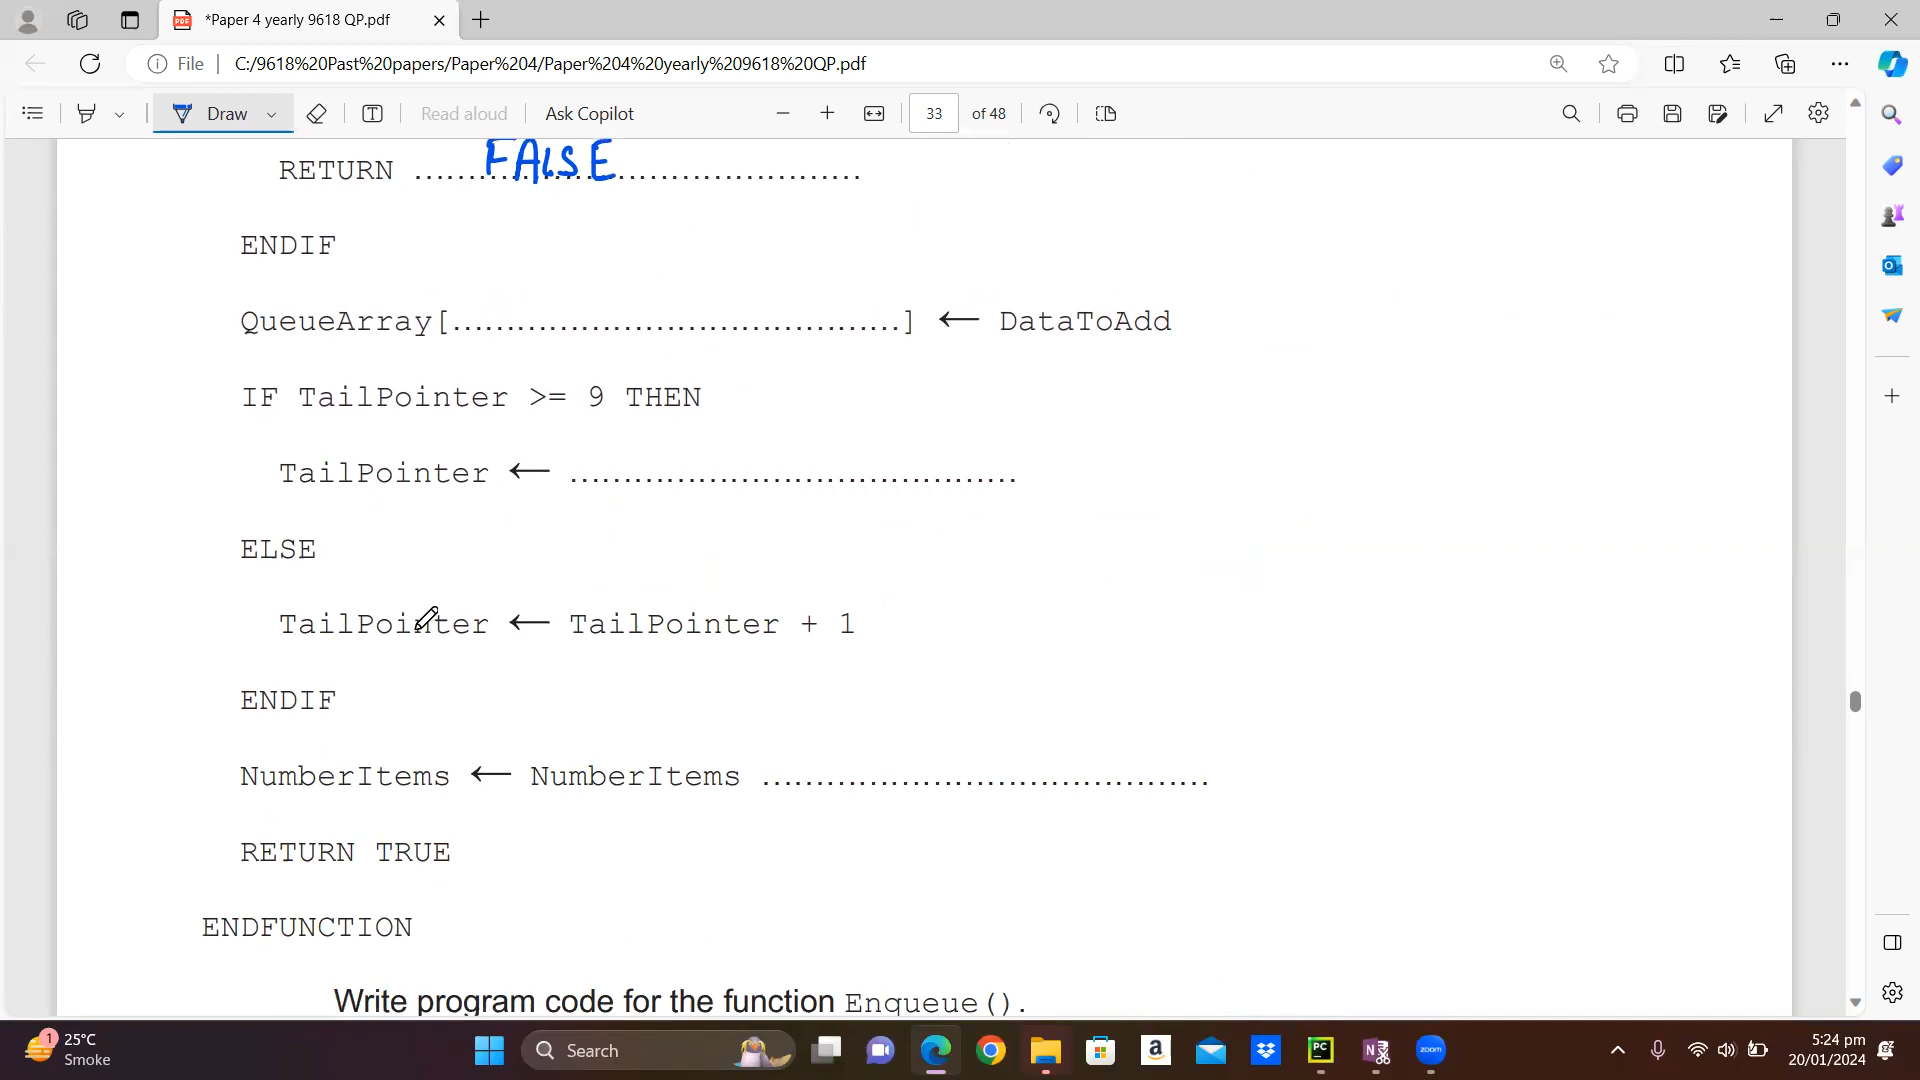 *Paper 4 yearly 9618 QP.pdf
File C:/9618%20Past%20papers/Paper%204/Paper%204%20yearly%209618%20QP.pdf
Draw Read aloud Ask Copilot 33 of 48
RETURN ..........FALSE..............................
ENDIF
QueueArray[..........................................] ← DataToAdd
IF TailPointer >= 9 THEN
TailPointer ← ..........................................
ELSE
TailPointer ← TailPointer + 1
ENDIF
NumberItems ← NumberItems ..........................................
RETURN TRUE
ENDFUNCTION
Write program code for the function Enqueue().
1
25°C
Smoke
Search
PC
N
zoom
5:24 pm
20/01/2024